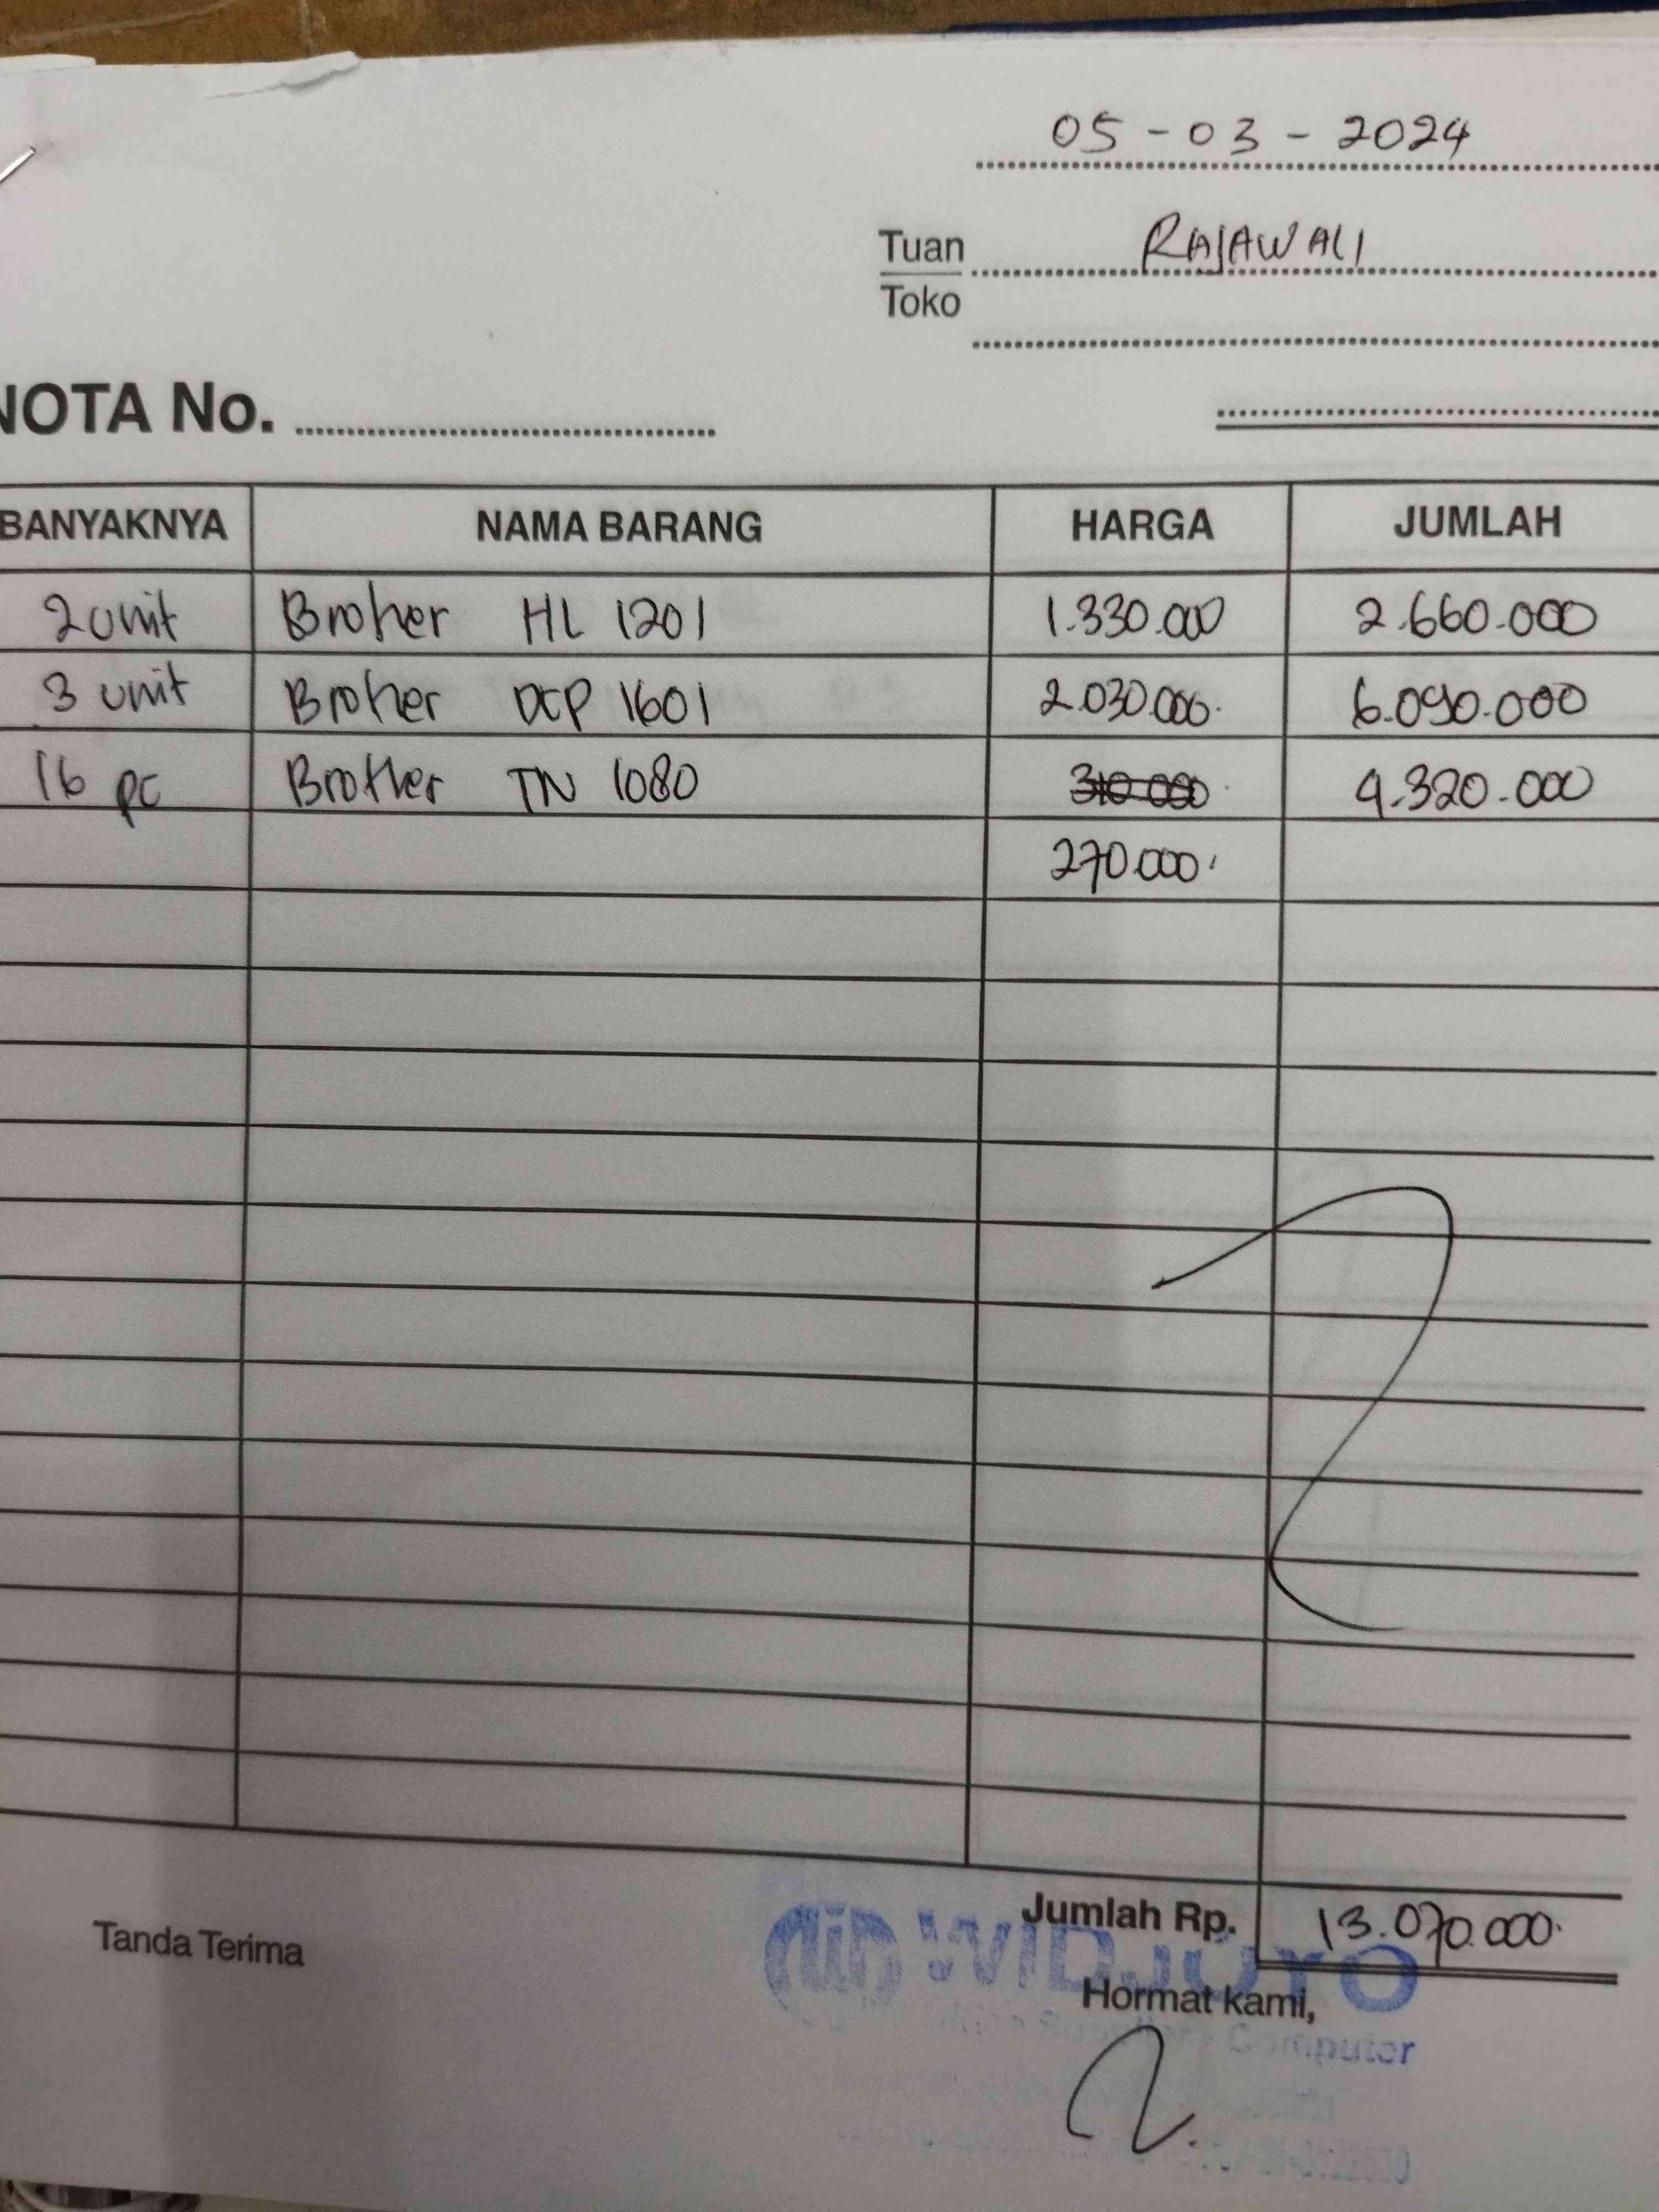 05 - 03 - 2024
Tuan RAJAWALI
Toko
NOTA No.
BANYAKNYA NAMA BARANG HARGA JUMLAH
2 unit Broher HL 1201 1.330.000 2.660.000
3 unit Broher DCP 1601 2.030.000. 6.090.000
16 pc Brother TN 1080 310 000 4.320.000
270.000.
Jumlah Rp. 13.070.000.
Tanda Terima
WIDJOYO
Hormat kami,
Computer